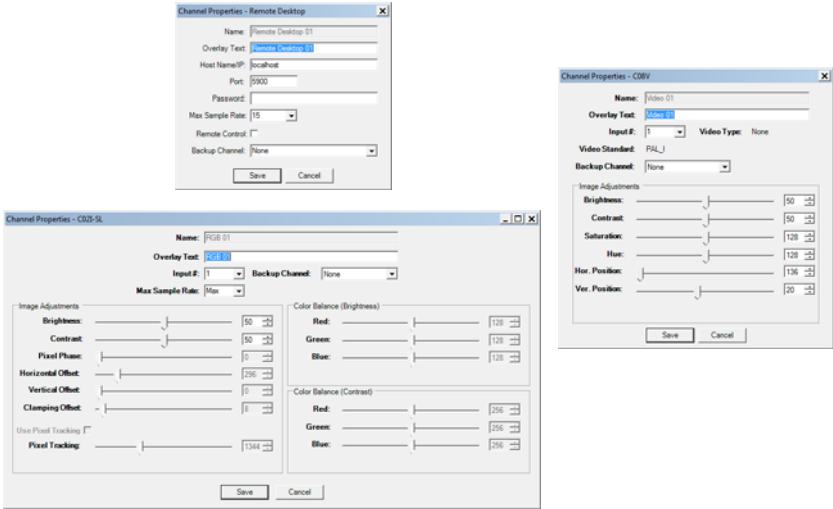 Channel Properties - Remote Desktop
Name: Remote Desktop 01
Overlay Text: Remote Desktop 01
Host Name/IP: localhost
Port: 5900
Password:
Max Sample Rate: 15
Remote Control:
Backup Channel: None
Save Cancel
Channel Properties - C08V
Name: Video 01
Overlay Text: Video 01
Input #: 1 Video Type: None
Video Standard: PAL_I
Backup Channel: None
Image Adjustments
Brightness: 50
Contrast: 50
Saturation: 128
Hue: 128
Hor. Position: 136
Ver. Position: 20
Save Cancel
Channel Properties - C02I-SL
Name: RGB 01
Overlay Text: RGB 01
Input #: 1 Backup Channel: None
Max Sample Rate: Max
Image Adjustments
Brightness: 50
Contrast: 50
Pixel Phase: 0
Horizontal Offset: 296
Vertical Offset: 0
Clamping Offset: 8
Use Pixel Tracking
Pixel Tracking: 1344
Color Balance (Brightness)
Red: 128
Green: 128
Blue: 128
Color Balance (Contrast)
Red: 256
Green: 256
Blue: 256
Save Cancel